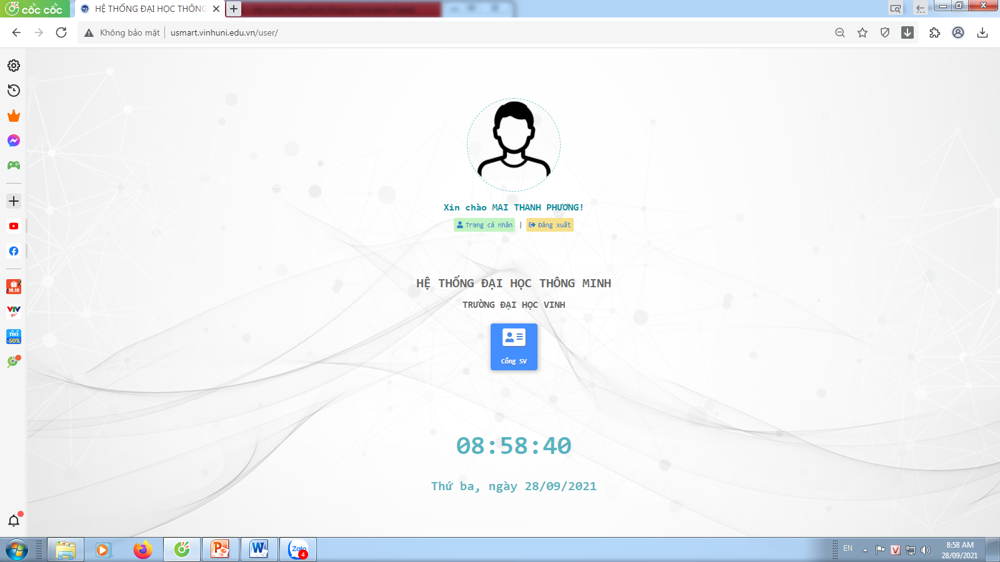 cốc cốc
HỆ THỐNG ĐẠI HỌC THÔNG
Không bảo mật
usmart.vinhuni.edu.vn/user/
10.10
VTV
go
TIKI
-50%
Xin chào MAI THANH PHƯƠNG!
Trang cá nhân | Đăng xuất
HỆ THỐNG ĐẠI HỌC THÔNG MINH
TRƯỜNG ĐẠI HỌC VINH
Cổng SV
08:58:40
Thứ ba, ngày 28/09/2021
Zalo
4
EN
8:58 AM
28/09/2021